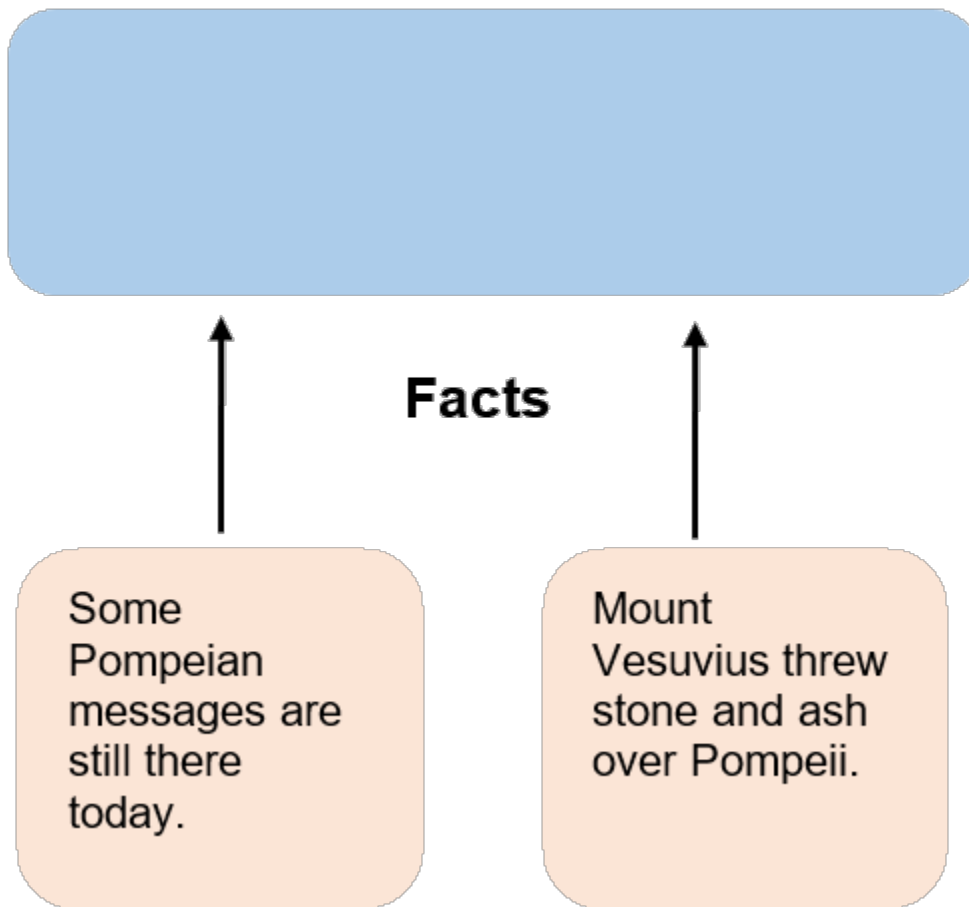 Facts
Some
Pompeian
messages are
still there
today.
Mount
Vesuvius threw
stone and ash
over Pompeii.